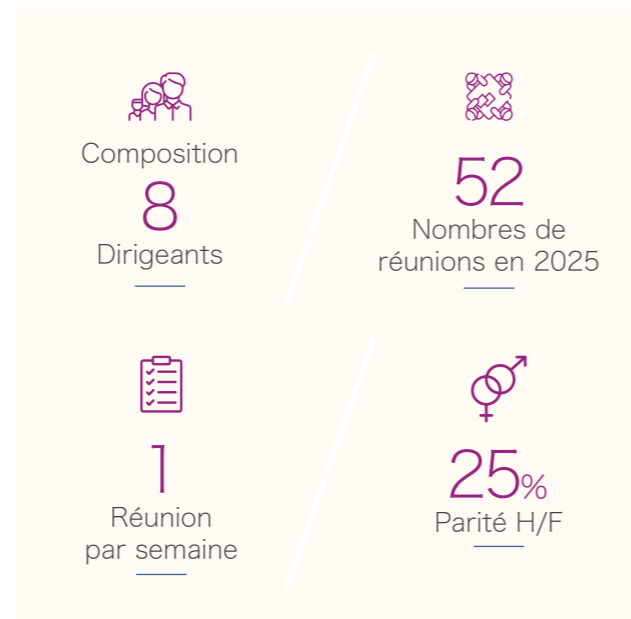 Composition
8
Dirigeants
52
Nombres de
réunions en 2025
1
Réunion
par semaine
25%
Parité H/F